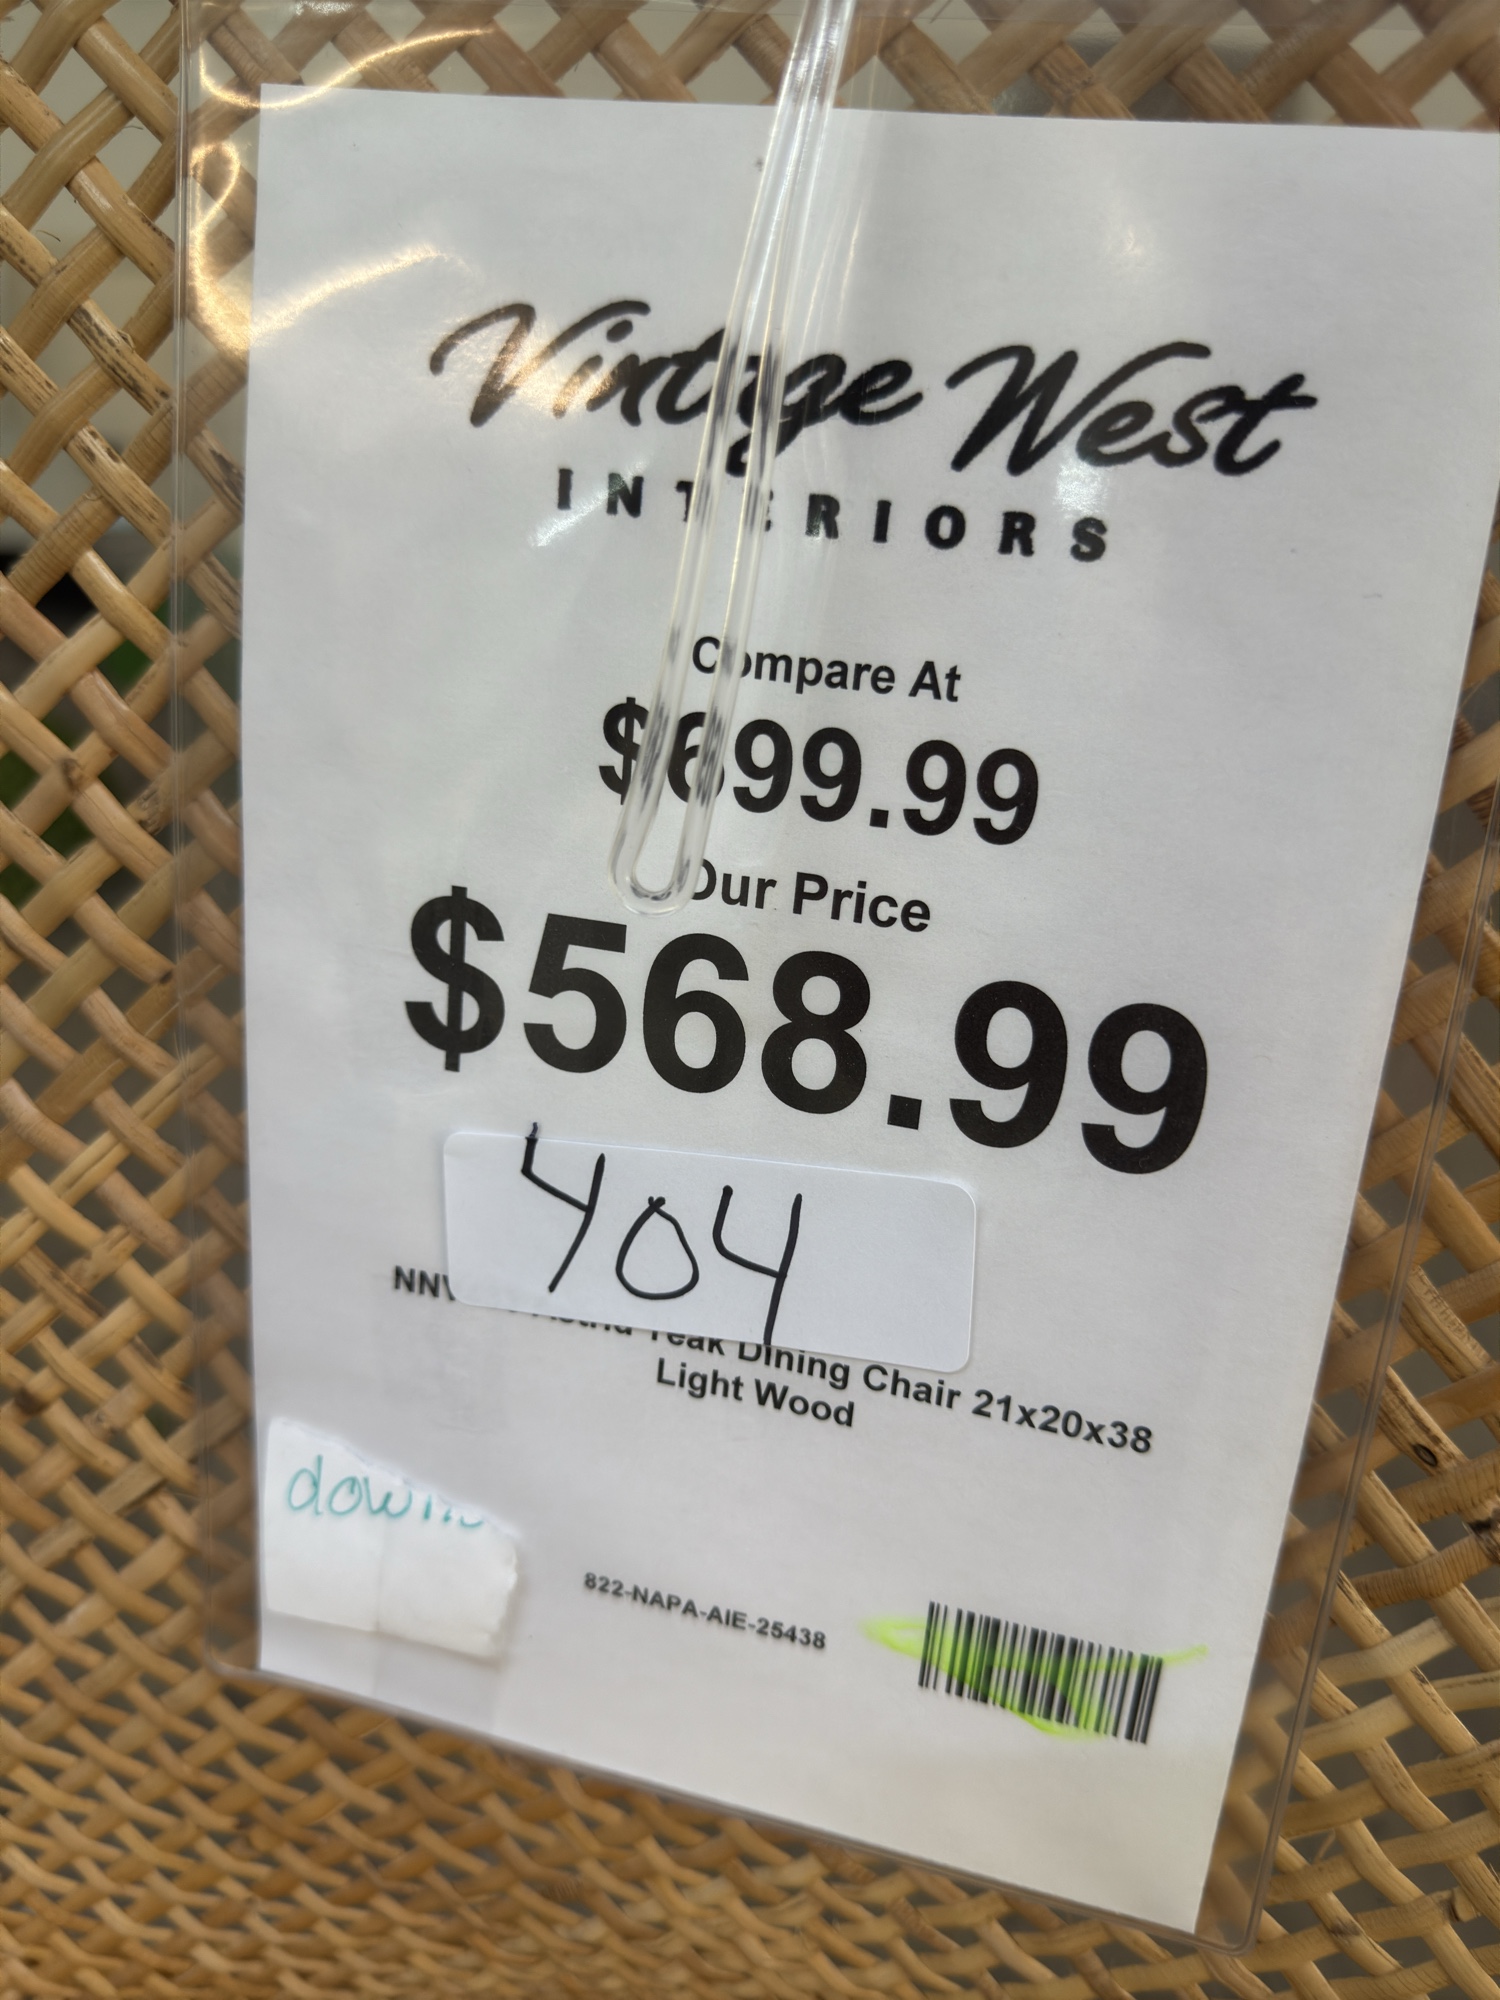 Vintage West
INTERIORS
Compare At
$699.99
Our Price
$568.99
404
Teak Dining Chair 21x20x38
Light Wood
822-NAPA-AIE-25438